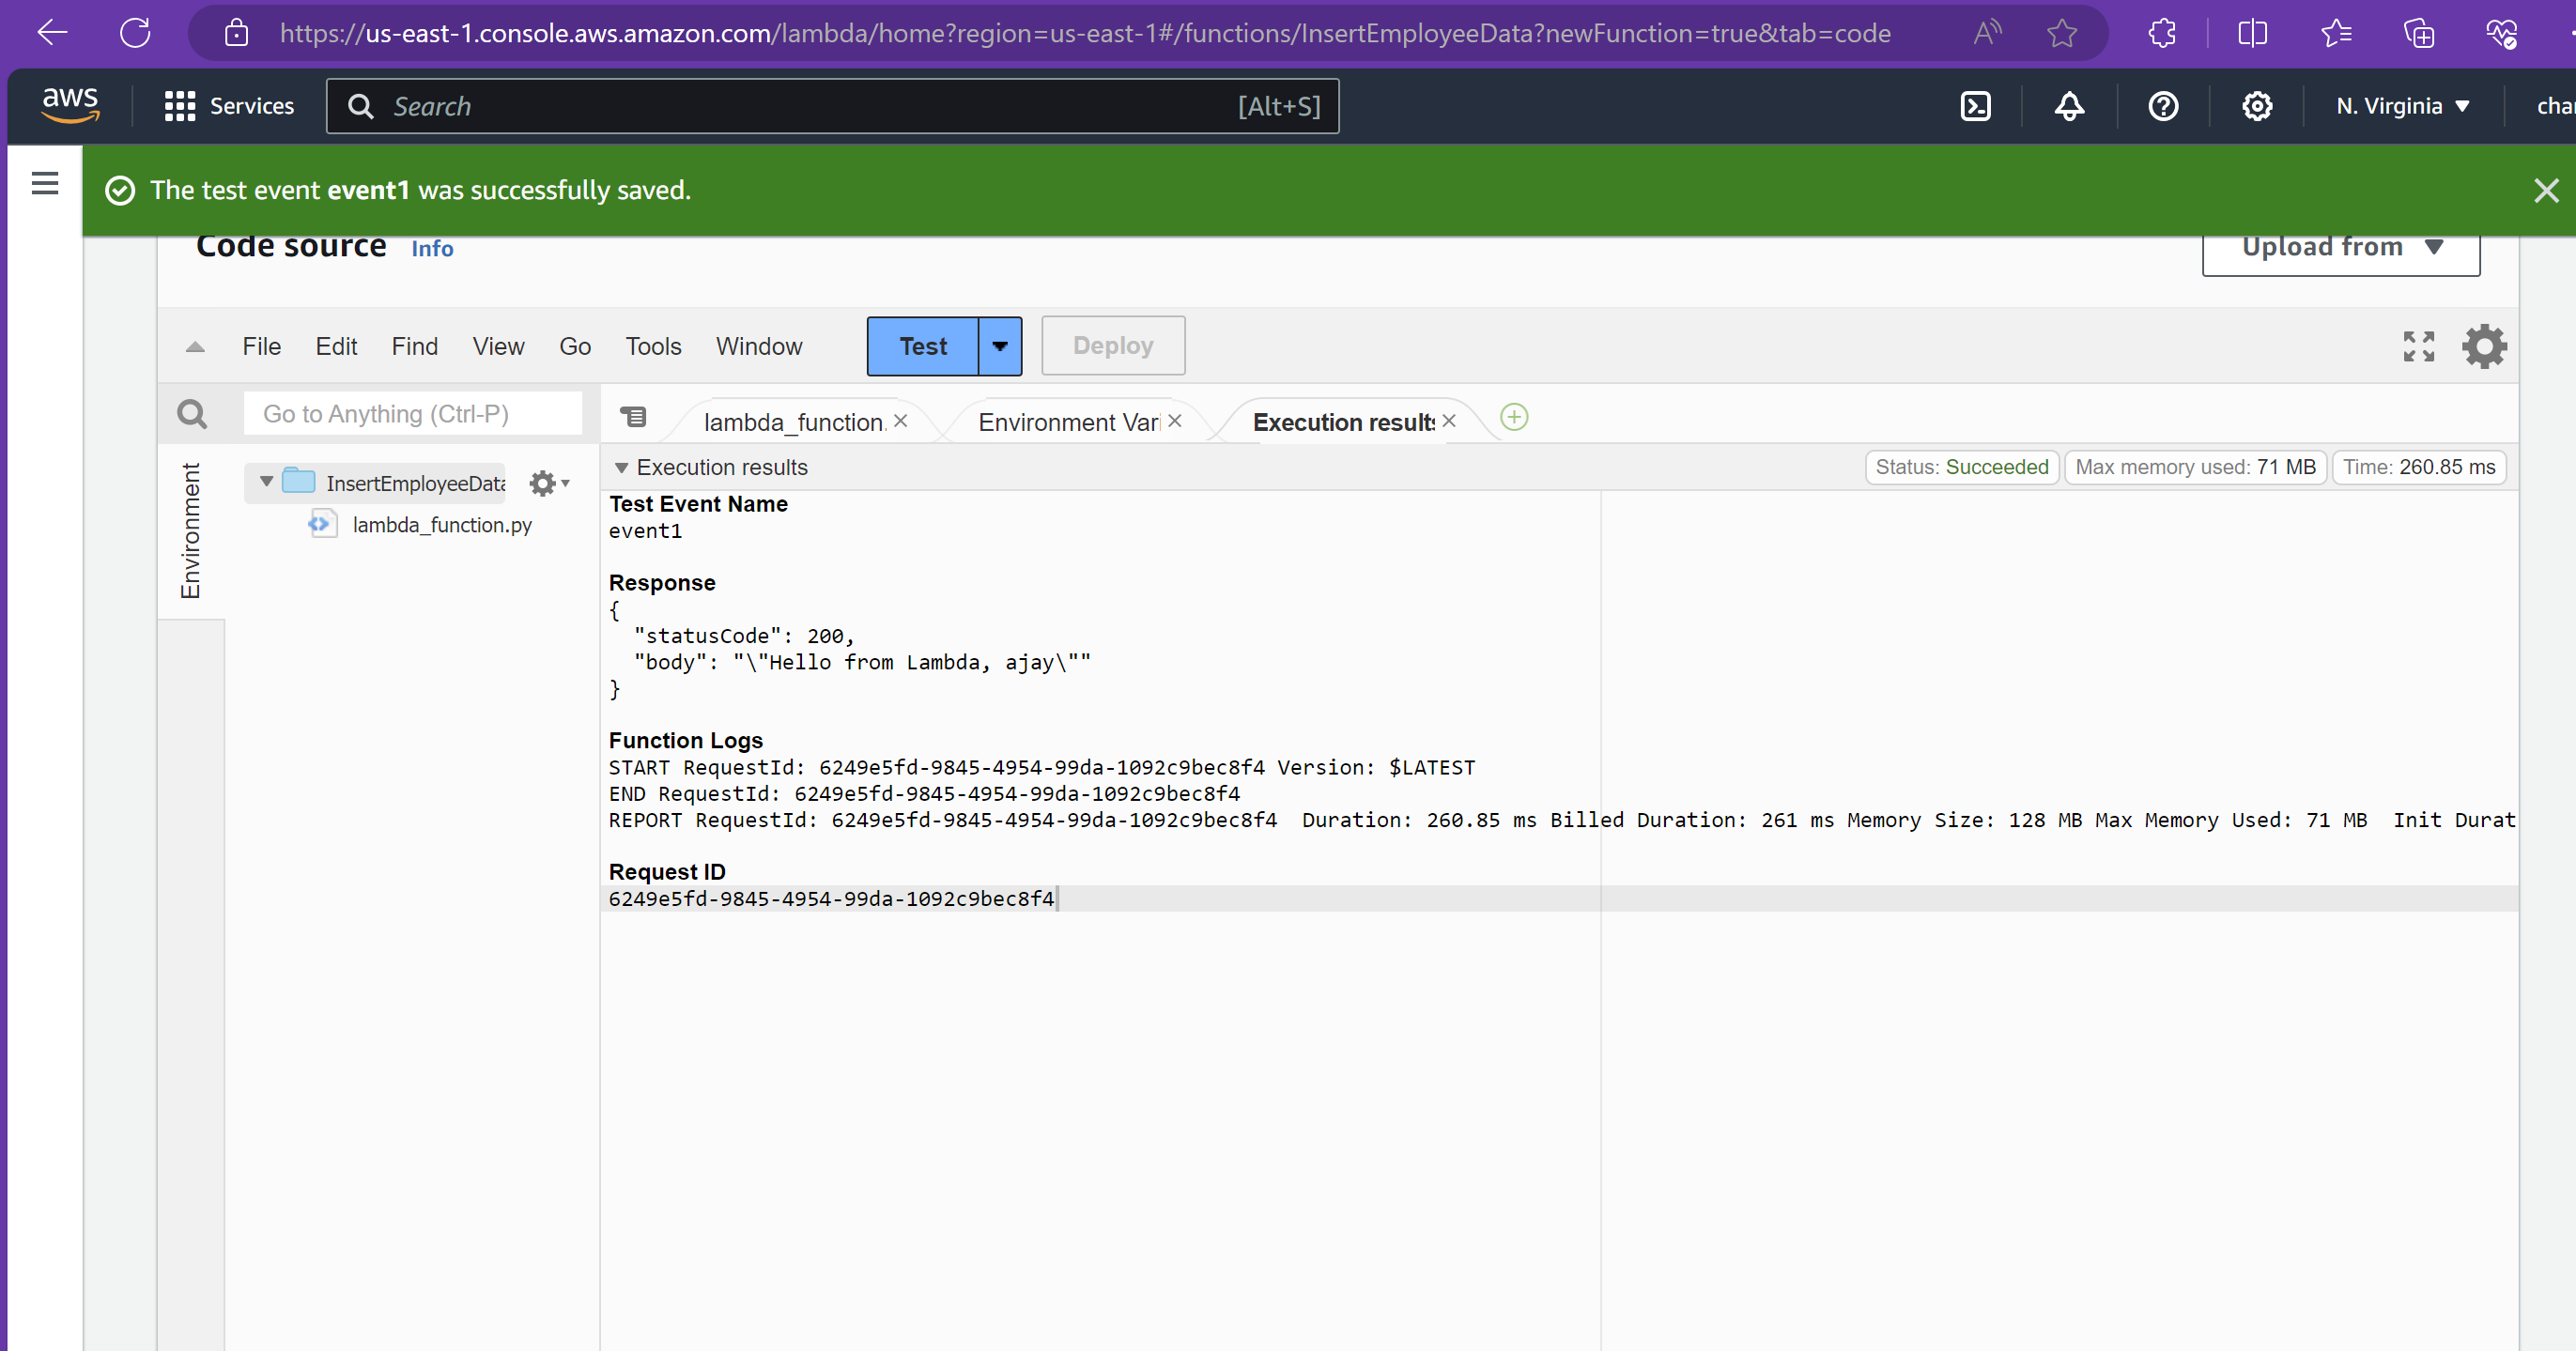 https://us-east-1.console.aws.amazon.com/lambda/home?region=us-east-1#/functions/InsertEmployeeData?newFunction=true&tab=code
aws
Services
Search
[Alt+S]
N. Virginia
char
The test event event1 was successfully saved.
Code source
Info
Upload from
File
Edit
Find
View
Go
Tools
Window
Test
Deploy
Go to Anything (Ctrl-P)
lambda_function.
Environment Vari
Execution results
Environment
InsertEmployeeData
lambda_function.py
Execution results
Status: Succeeded
Max memory used: 71 MB
Time: 260.85 ms
Test Event Name
event1
Response
{
"statusCode": 200,
"body": "\"Hello from Lambda, ajay\""
}
Function Logs
START RequestId: 6249e5fd-9845-4954-99da-1092c9bec8f4 Version: $LATEST
END RequestId: 6249e5fd-9845-4954-99da-1092c9bec8f4
REPORT RequestId: 6249e5fd-9845-4954-99da-1092c9bec8f4 Duration: 260.85 ms Billed Duration: 261 ms Memory Size: 128 MB Max Memory Used: 71 MB Init Durat
Request ID
6249e5fd-9845-4954-99da-1092c9bec8f4